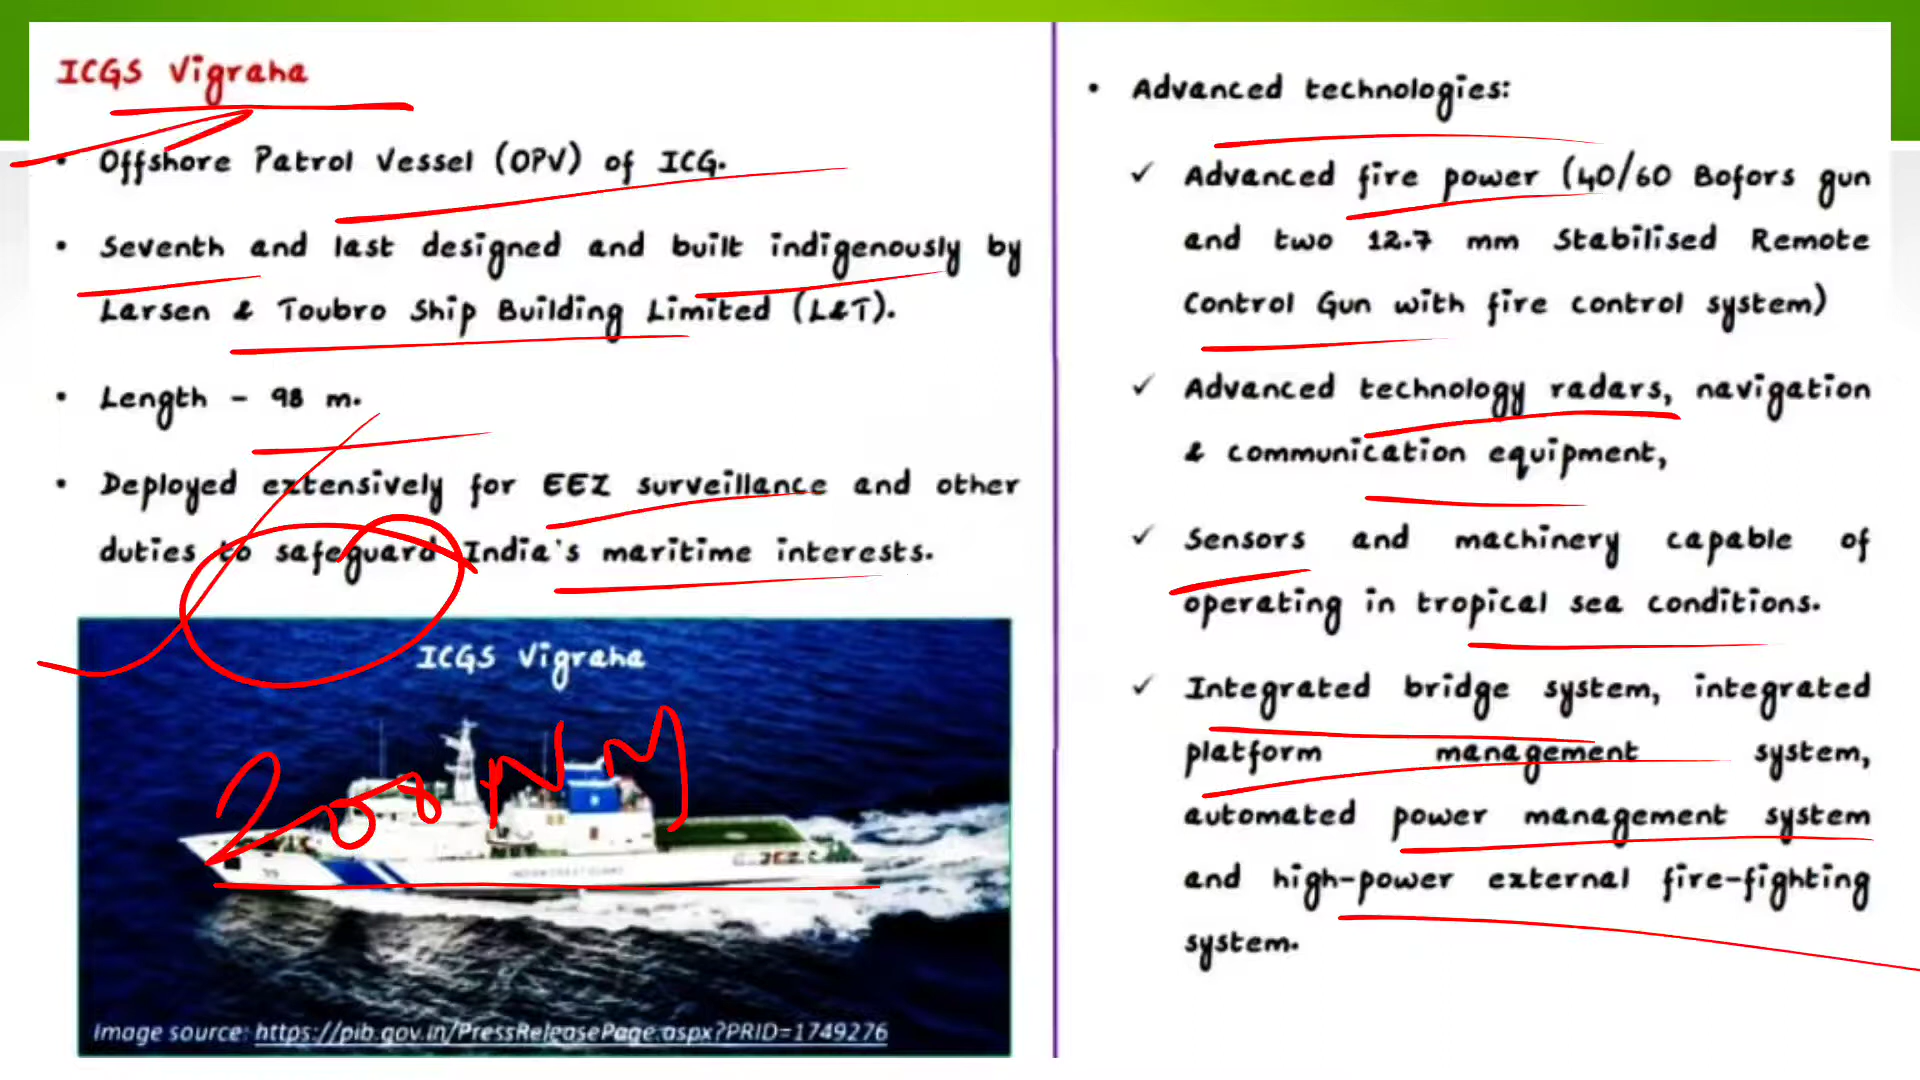 ICGS Vigraha
• Offshore Patrol Vessel (OPV) of ICG.
• Seventh and last designed and built indigenously by
Larsen & Toubro Ship Building Limited (L&T).
• Length - 98 m.
• Deployed extensively for EEZ surveillance and other
duties to safeguard India's maritime interests.
ICGS Vigraha
208 NM
INDIAN COAST GUARD
Image source: https://pib.gov.in/PressReleasePage.aspx?PRID=1749276
• Advanced technologies:
✓ Advanced fire power (40/60 Bofors gun
and two 12.7 mm Stabilised Remote
Control Gun with fire control system)
✓ Advanced technology radars, navigation
& communication equipment,
✓ Sensors and machinery capable of
operating in tropical sea conditions.
✓ Integrated bridge system, integrated
platform management system,
automated power management system
and high-power external fire-fighting
system.